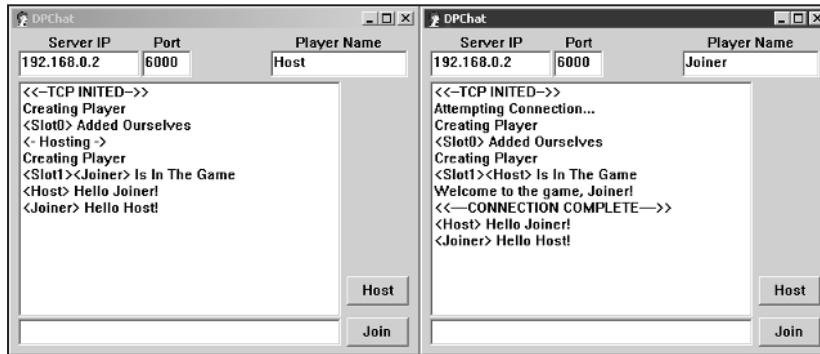 DPChat
Server IP Port Player Name
192.168.0.2 6000 Host
<<-TCP INITED->>
Creating Player
<Slot0> Added Ourselves
<- Hosting ->
Creating Player
<Slot1><Joiner> Is In The Game
<Host> Hello Joiner!
<Joiner> Hello Host!
Host
Join
DPChat
Server IP Port Player Name
192.168.0.2 6000 Joiner
<<-TCP INITED->>
Attempting Connection...
Creating Player
<Slot0> Added Ourselves
Creating Player
<Slot1><Host> Is In The Game
Welcome to the game, Joiner!
<<—CONNECTION COMPLETE—>>
<Host> Hello Joiner!
<Joiner> Hello Host!
Host
Join